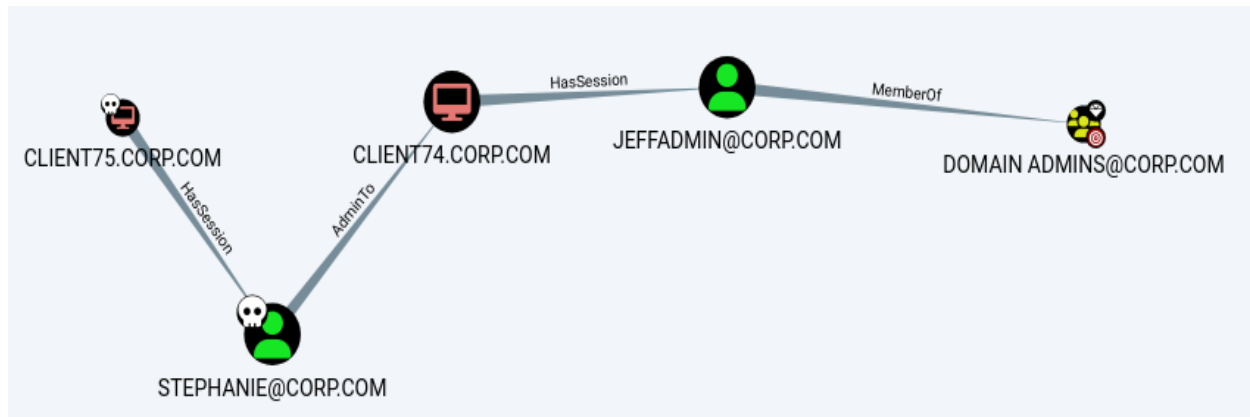 HasSession
MemberOf
CLIENT75.CORP.COM
CLIENT74.CORP.COM
JEFFADMIN@CORP.COM
DOMAIN ADMINS@CORP.COM
HasSession
AdminTo
STEPHANIE@CORP.COM